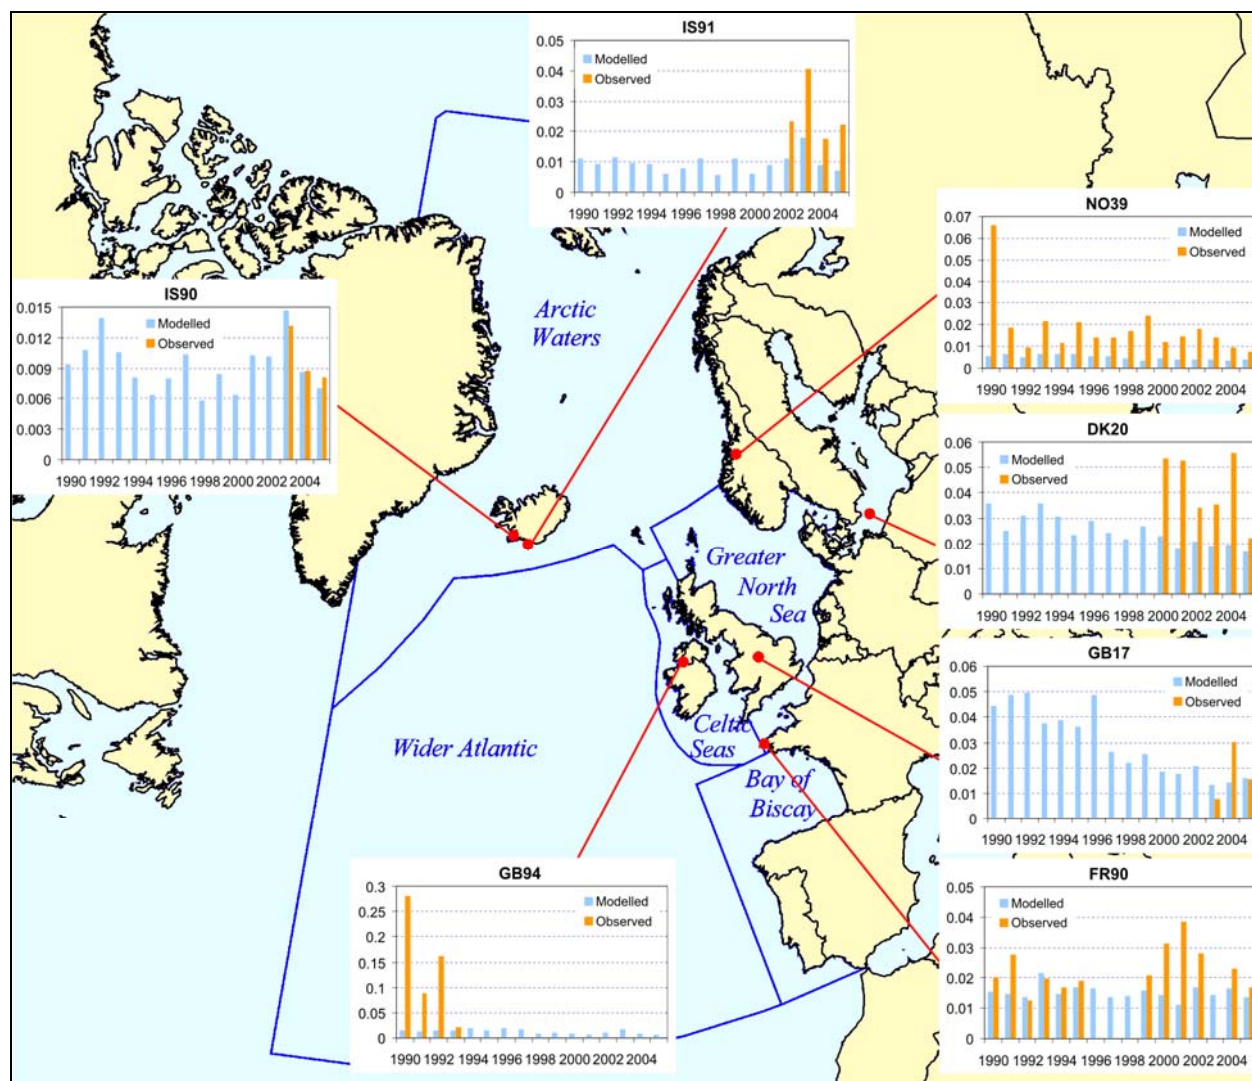 IS91
0.05
0.04
0.03
0.02
0.01
0
Modelled
Observed
1990 1992 1994 1996 1998 2000 2002 2004
NO39
0.07
0.06
0.05
0.04
0.03
0.02
0.01
0
Modelled
Observed
1990 1992 1994 1996 1998 2000 2002 2004
IS90
0.015
0.012
0.009
0.006
0.003
0
Modelled
Observed
1990 1992 1994 1996 1998 2000 2002 2004
Arctic
Waters
DK20
0.06
0.05
0.04
0.03
0.02
0.01
0
Modelled
Observed
1990 1992 1994 1996 1998 2000 2002 2004
Greater
North
Sea
GB17
0.06
0.05
0.04
0.03
0.02
0.01
0
Modelled
Observed
1990 1992 1994 1996 1998 2000 2002 2004
Celtic
Seas
Wider Atlantic
Bay of
Biscay
GB94
0.3
0.25
0.2
0.15
0.1
0.05
0
Modelled
Observed
1990 1992 1994 1996 1998 2000 2002 2004
FR90
0.05
0.04
0.03
0.02
0.01
0
Modelled
Observed
1990 1992 1994 1996 1998 2000 2002 2004